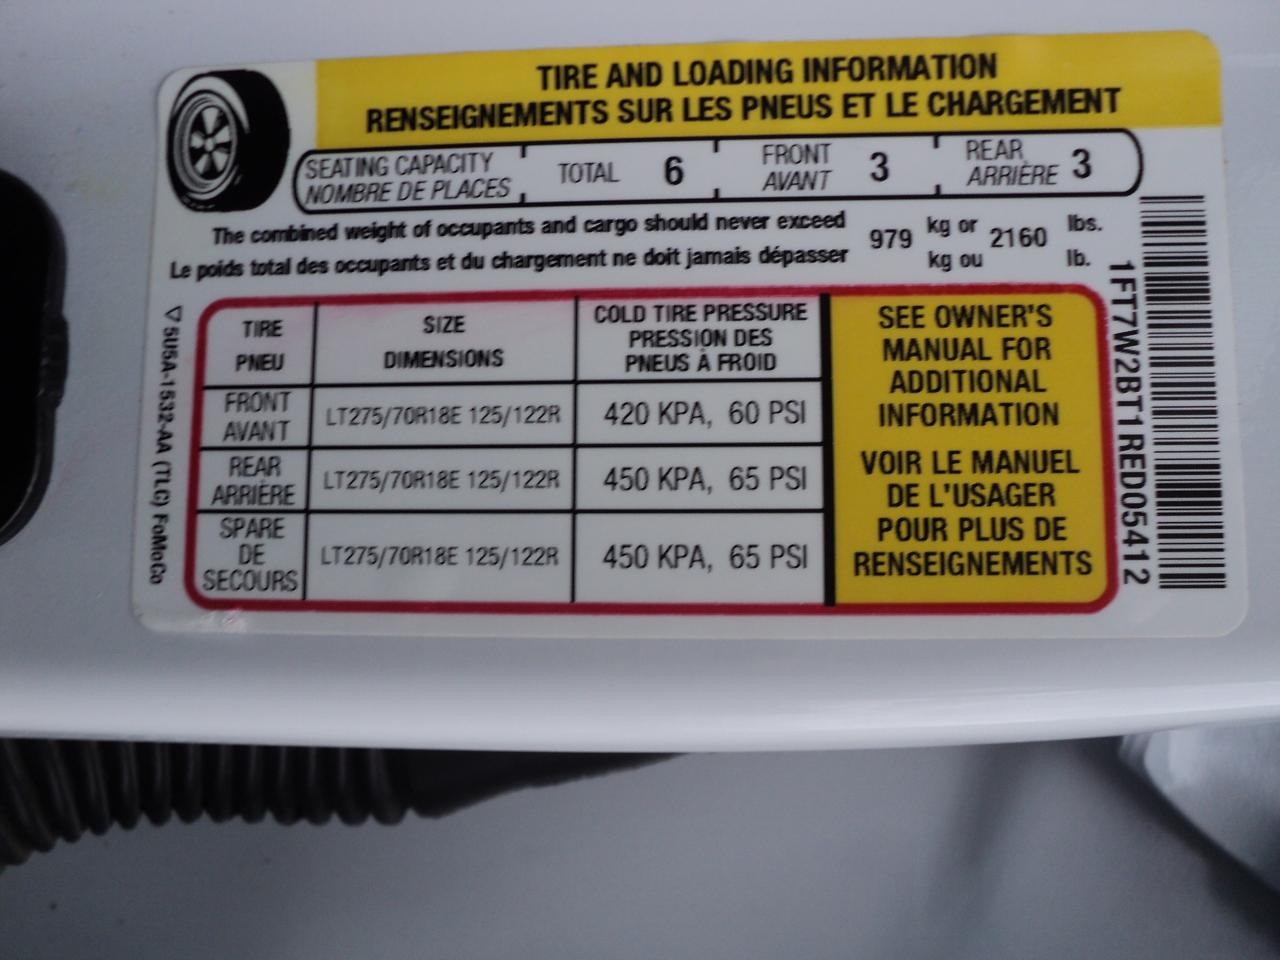 TIRE AND LOADING INFORMATION
RENSEIGNEMENTS SUR LES PNEUS ET LE CHARGEMENT
SEATING CAPACITY TOTAL 6 FRONT 3 REAR 3
NOMBRE DE PLACES AVANT ARRIÈRE
The combined weight of occupants and cargo should never exceed 979 kg or 2160 lbs.
Le poids total des occupants et du chargement ne doit jamais dépasser kg ou lb.
TIRE SIZE COLD TIRE PRESSURE
PNEU DIMENSIONS PRESSION DES
PNEUS À FROID
FRONT LT275/70R18E 125/122R 420 KPA, 60 PSI
AVANT
REAR LT275/70R18E 125/122R 450 KPA, 65 PSI
ARRIÈRE
SPARE LT275/70R18E 125/122R 450 KPA, 65 PSI
DE
SECOURS
SEE OWNER'S
MANUAL FOR
ADDITIONAL
INFORMATION
VOIR LE MANUEL
DE L'USAGER
POUR PLUS DE
RENSEIGNEMENTS
1FT7W2BT1RED05412
▽ 5U5A-1532-AA (TLC) FoMoCo